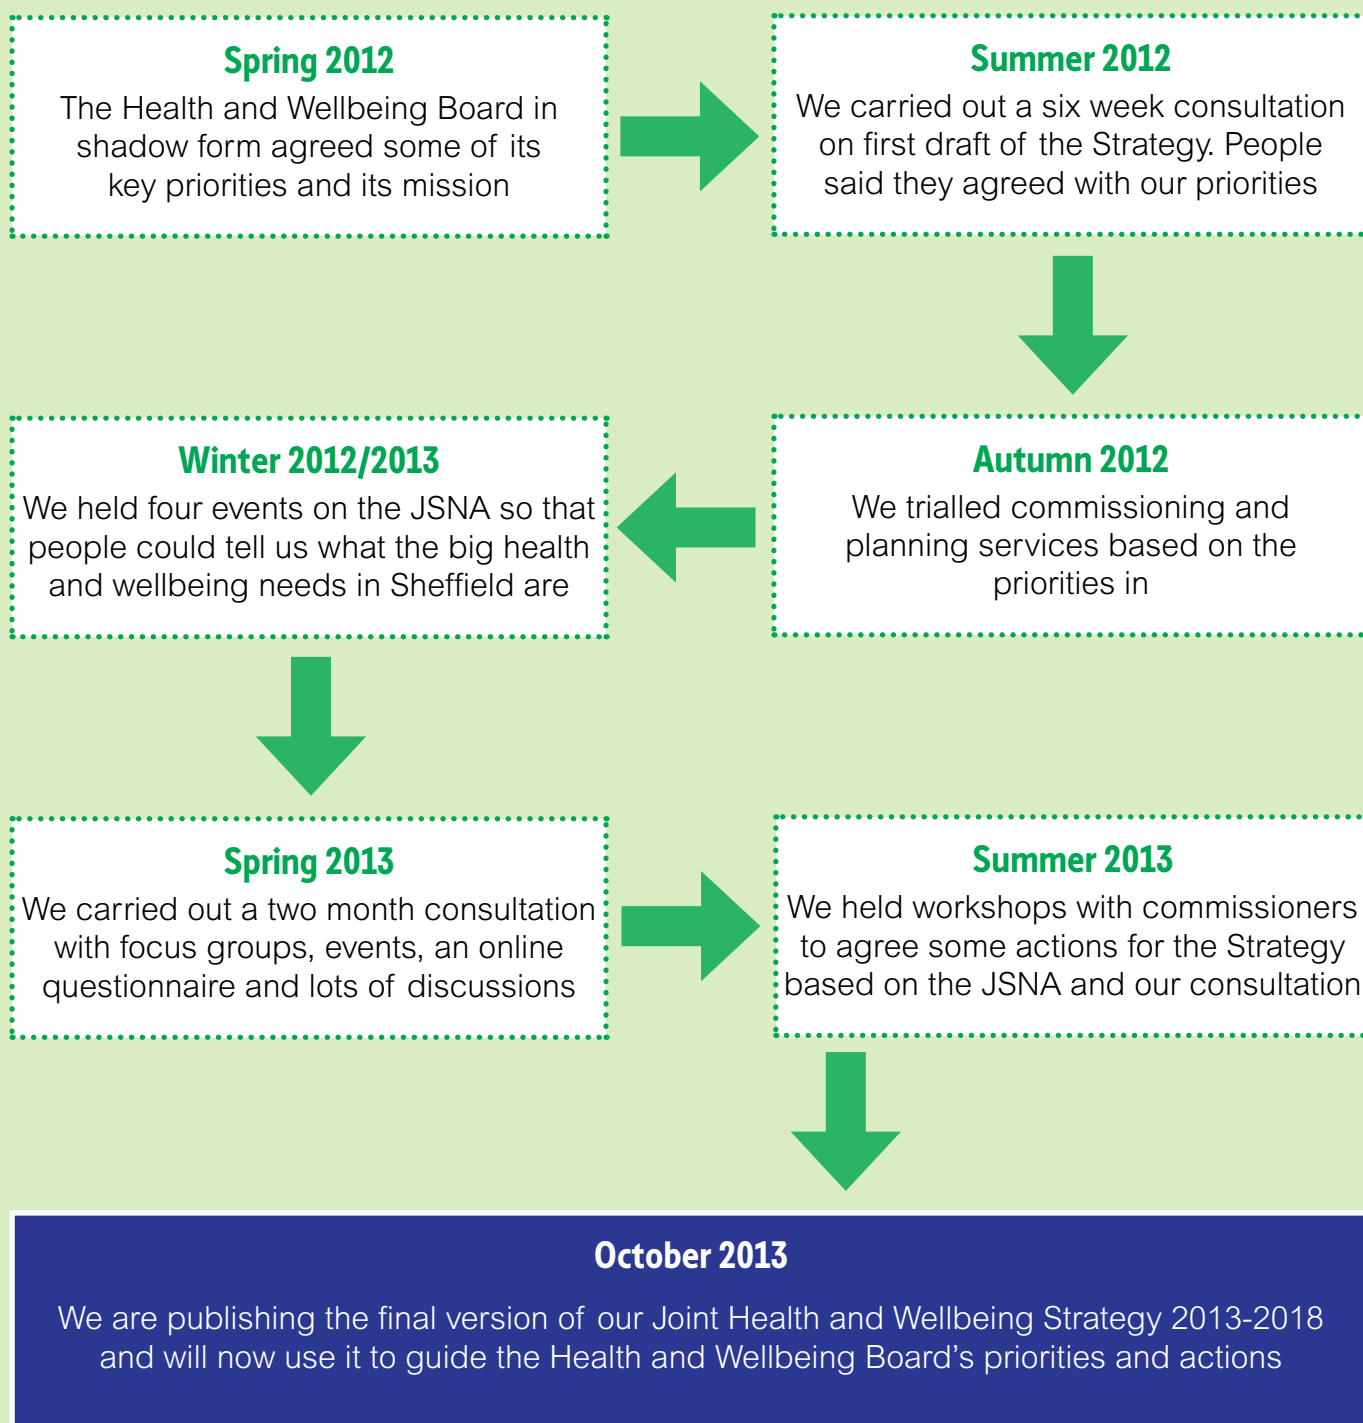 Spring 2012
The Health and Wellbeing Board in
shadow form agreed some of its
key priorities and its mission
Summer 2012
We carried out a six week consultation
on first draft of the Strategy. People
said they agreed with our priorities
Autumn 2012
We trialled commissioning and
planning services based on the
priorities in
Winter 2012/2013
We held four events on the JSNA so that
people could tell us what the big health
and wellbeing needs in Sheffield are
Spring 2013
We carried out a two month consultation
with focus groups, events, an online
questionnaire and lots of discussions
Summer 2013
We held workshops with commissioners
to agree some actions for the Strategy
based on the JSNA and our consultation
October 2013
We are publishing the final version of our Joint Health and Wellbeing Strategy 2013-2018
and will now use it to guide the Health and Wellbeing Board's priorities and actions